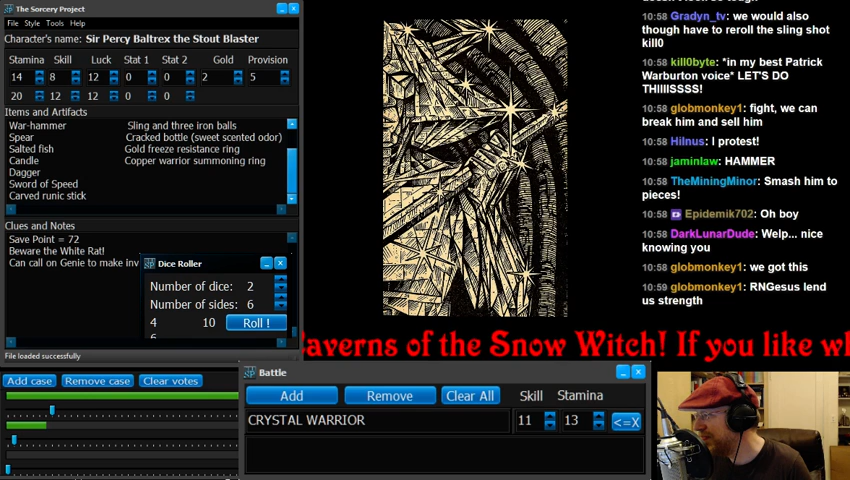 The Sorcery Project
File Style Tools Help
Character's name: Sir Percy Baltrex the Stout Blaster
Stamina Skill Luck Stat 1 Stat 2 Gold Provision
14 8 12 0 0 2 5
20 12 12 0 0
Items and Artifacts
War-hammer Sling and three iron balls
Spear Cracked bottle (sweet scented odor)
Salted fish Gold freeze resistance ring
Candle Copper warrior summoning ring
Dagger
Sword of Speed
Carved runic stick
Clues and Notes
Save Point = 72
Beware the White Rat!
Can call on Genie to make inv
Dice Roller
Number of dice: 2
Number of sides: 6
4 10 Roll !
6
File loaded successfully
Add case Remove case Clear votes
Battle
Add Remove Clear All Skill Stamina
CRYSTAL WARRIOR 11 13 <=X
Caverns of the Snow Witch! If you like wh
10:58 Gradyn_tv: we would also
though have to reroll the sling shot
kill0
10:58 kill0byte: *in my best Patrick
Warburton voice* LET'S DO
THIIISSSS!
10:58 globmonkey1: fight, we can
break him and sell him
10:58 Hilnus: I protest!
10:58 jaminlaw: HAMMER
10:58 TheMiningMinor: Smash him to
pieces!
10:58 Epidemik702: Oh boy
10:58 DarkLunarDude: Welp... nice
knowing you
10:58 globmonkey1: we got this
10:59 globmonkey1: RNGesus lend
us strength